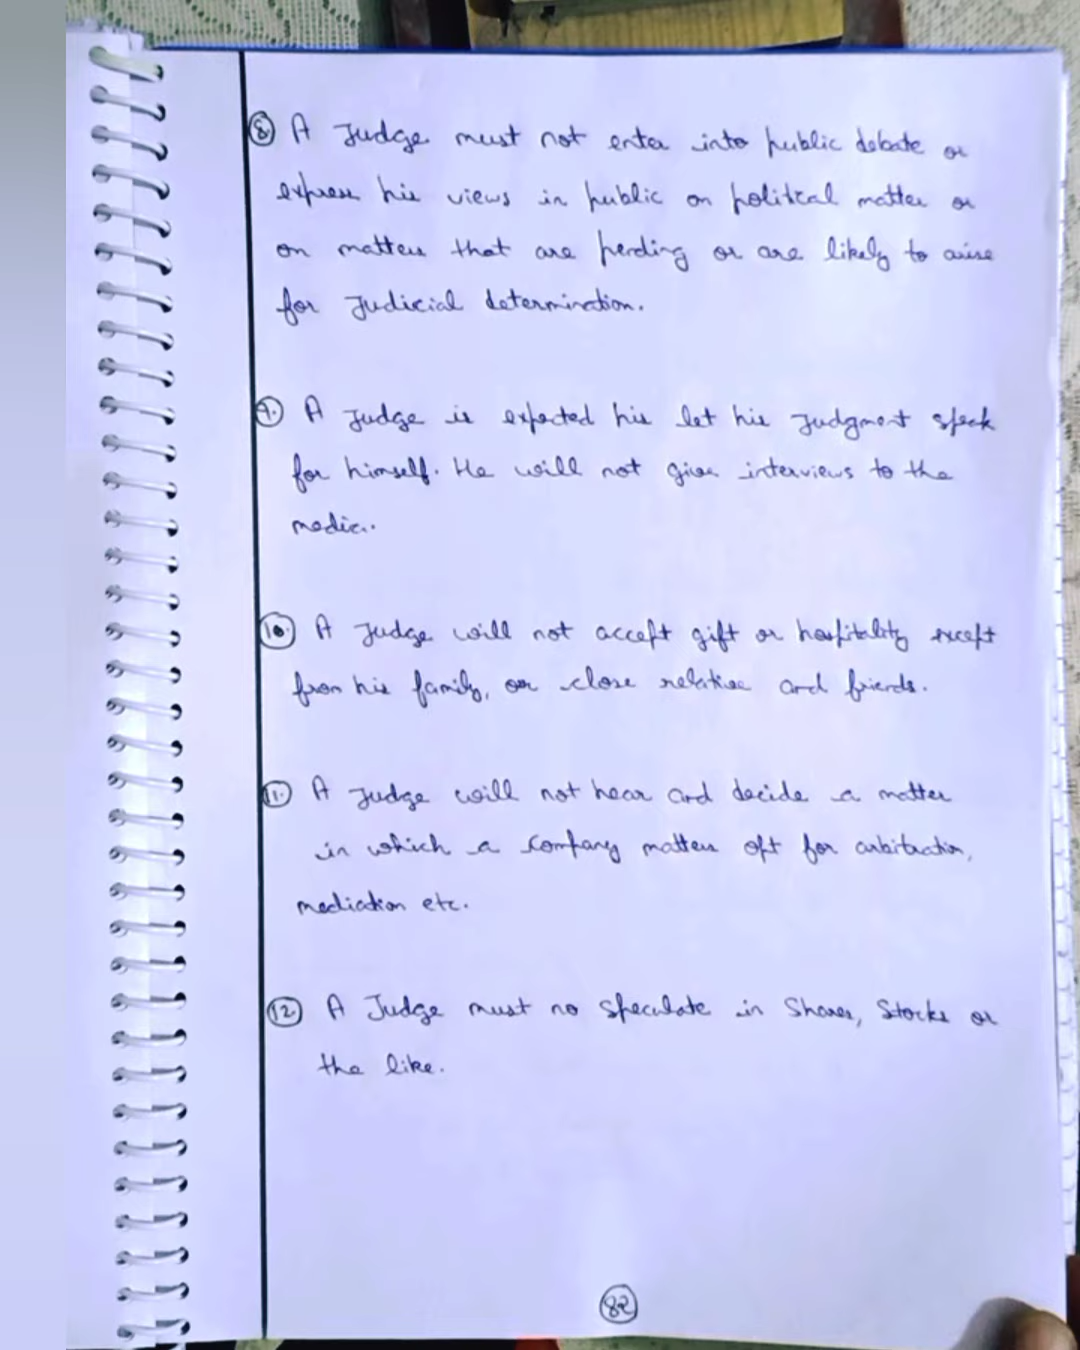 8. A Judge must not enter into public debate or
express his views in public on political matter or
on matters that are pending or are likely to arise
for Judicial determination.
9. A Judge is expected his let his Judgment speak
for himself. He will not give interviews to the
media.
10. A Judge will not accept gift or hospitality except
from his family, or close relative and friends.
11. A Judge will not hear and decide a matter
in which a company matters opt for arbitration,
mediation etc.
12. A Judge must no speculate in Shares, Stocks or
the like.
82